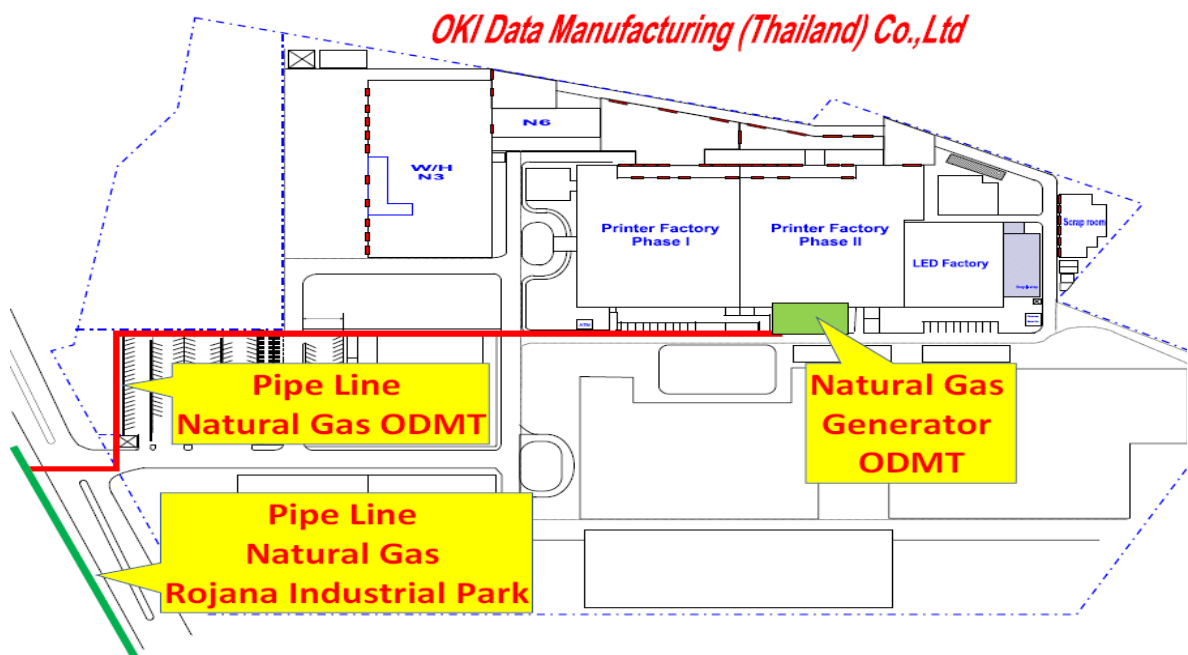 OKI Data Manufacturing (Thailand) Co.,Ltd
N6
W/H
N3
Printer Factory
Phase I
Printer Factory
Phase II
LED Factory
Scrap room
Pipe Line
Natural Gas ODMT
Natural Gas
Generator
ODMT
Pipe Line
Natural Gas
Rojana Industrial Park